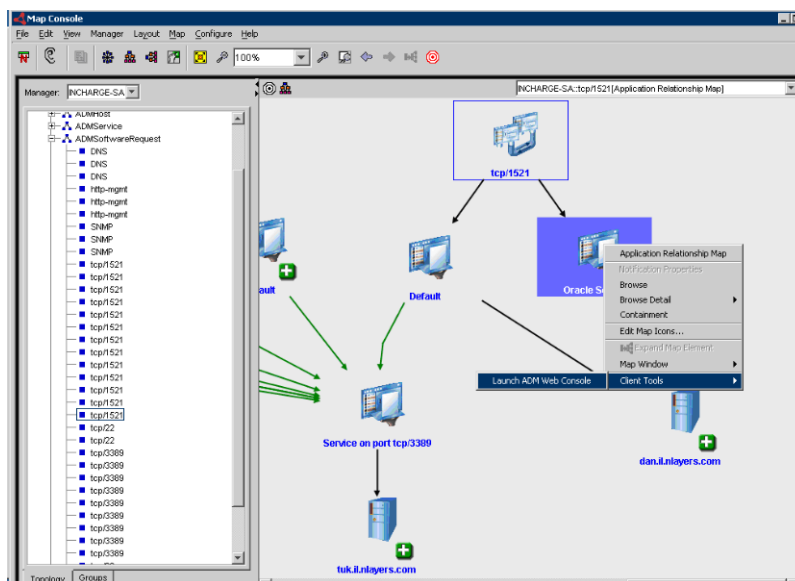 Map Console
File Edit View Manager Layout Map Configure Help
100%
Manager: INCHARGE-SA
INCHARGE-SA::tcp/1521[Application Relationship Map]
ADMHost
ADMService
ADMSoftwareRequest
DNS
DNS
DNS
http-mgmt
http-mgmt
http-mgmt
SNMP
SNMP
SNMP
tcp/1521
tcp/1521
tcp/1521
tcp/1521
tcp/1521
tcp/1521
tcp/1521
tcp/1521
tcp/1521
tcp/1521
tcp/1521
tcp/1521
tcp/1521
tcp/22
tcp/22
tcp/3389
tcp/3389
tcp/3389
tcp/3389
tcp/3389
tcp/3389
tcp/3389
tcp/3389
tcp/3389
Topology Groups
tcp/1521
ault
Default
Oracle S
Application Relationship Map
Notification Properties
Browse
Browse Detail
Containment
Edit Map Icons...
Expand Map Element
Map Window
Client Tools
Launch ADM Web Console
Service on port tcp/3389
dan.il.nlayers.com
tuk.il.nlayers.com